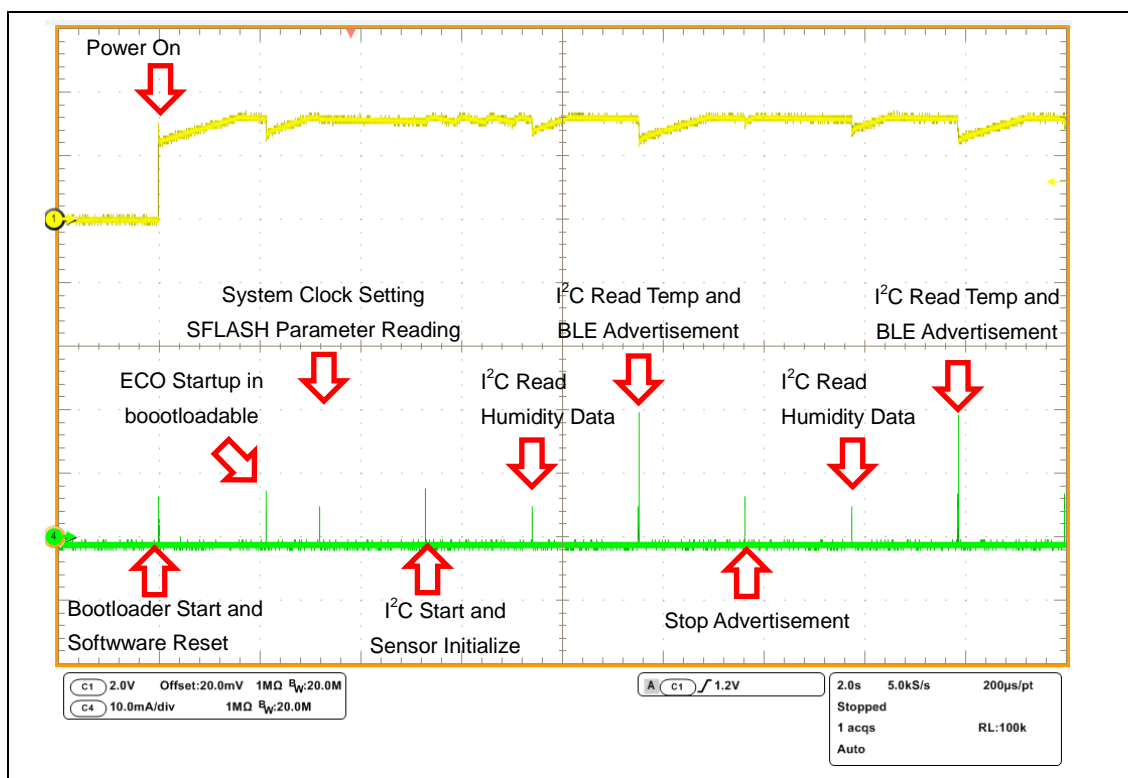 Power On
1
System Clock Setting
SFLASH Parameter Reading
I²C Read Temp and
BLE Advertisement
I²C Read Temp and
BLE Advertisement
ECO Startup in
boootloadable
I²C Read
Humidity Data
I²C Read
Humidity Data
4
Bootloader Start and
Softwware Reset
I²C Start and
Sensor Initialize
Stop Advertisement
C1 2.0V Offset:20.0mV 1MΩ BW:20.0M
C4 10.0mA/div 1MΩ BW:20.0M
A C1 1.2V
2.0s 5.0kS/s 200µs/pt
Stopped
1 acqs RL:100k
Auto